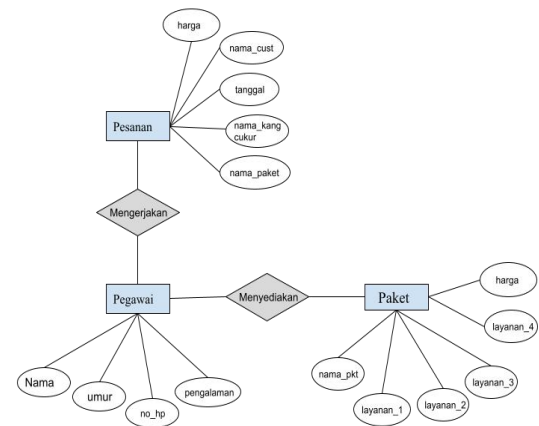 harga
nama_cust
tanggal
nama_kang
cukur
nama_paket
Pesanan
Mengerjakan
Pegawai
Menyediakan
Paket
harga
layanan_4
layanan_3
layanan_2
layanan_1
nama_pkt
Nama
umur
no_hp
pengalaman